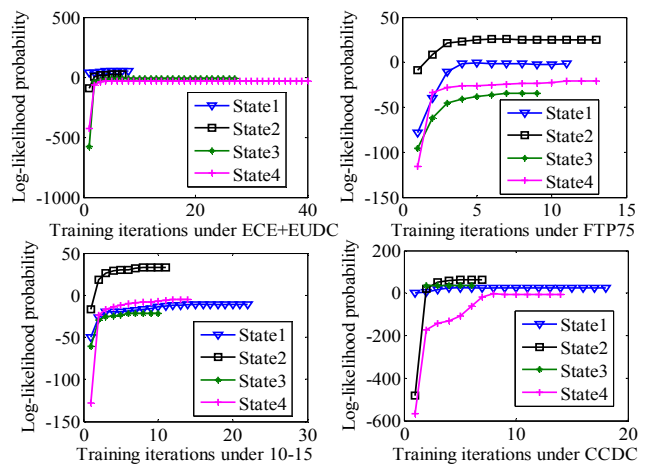 Log-likelihood probability
500
0
-500
-1000
0
20
40
State1
State2
State3
State4
Training iterations under ECE+EUDC
Log-likelihood probability
50
0
-50
-100
-150
0
5
10
15
State1
State2
State3
State4
Training iterations under FTP75
Log-likelihood probability
50
0
-50
-100
-150
0
10
20
30
State1
State2
State3
State4
Training iterations under 10-15
Log-likelihood probability
200
0
-200
-400
-600
0
10
20
State1
State2
State3
State4
Training iterations under CCDC